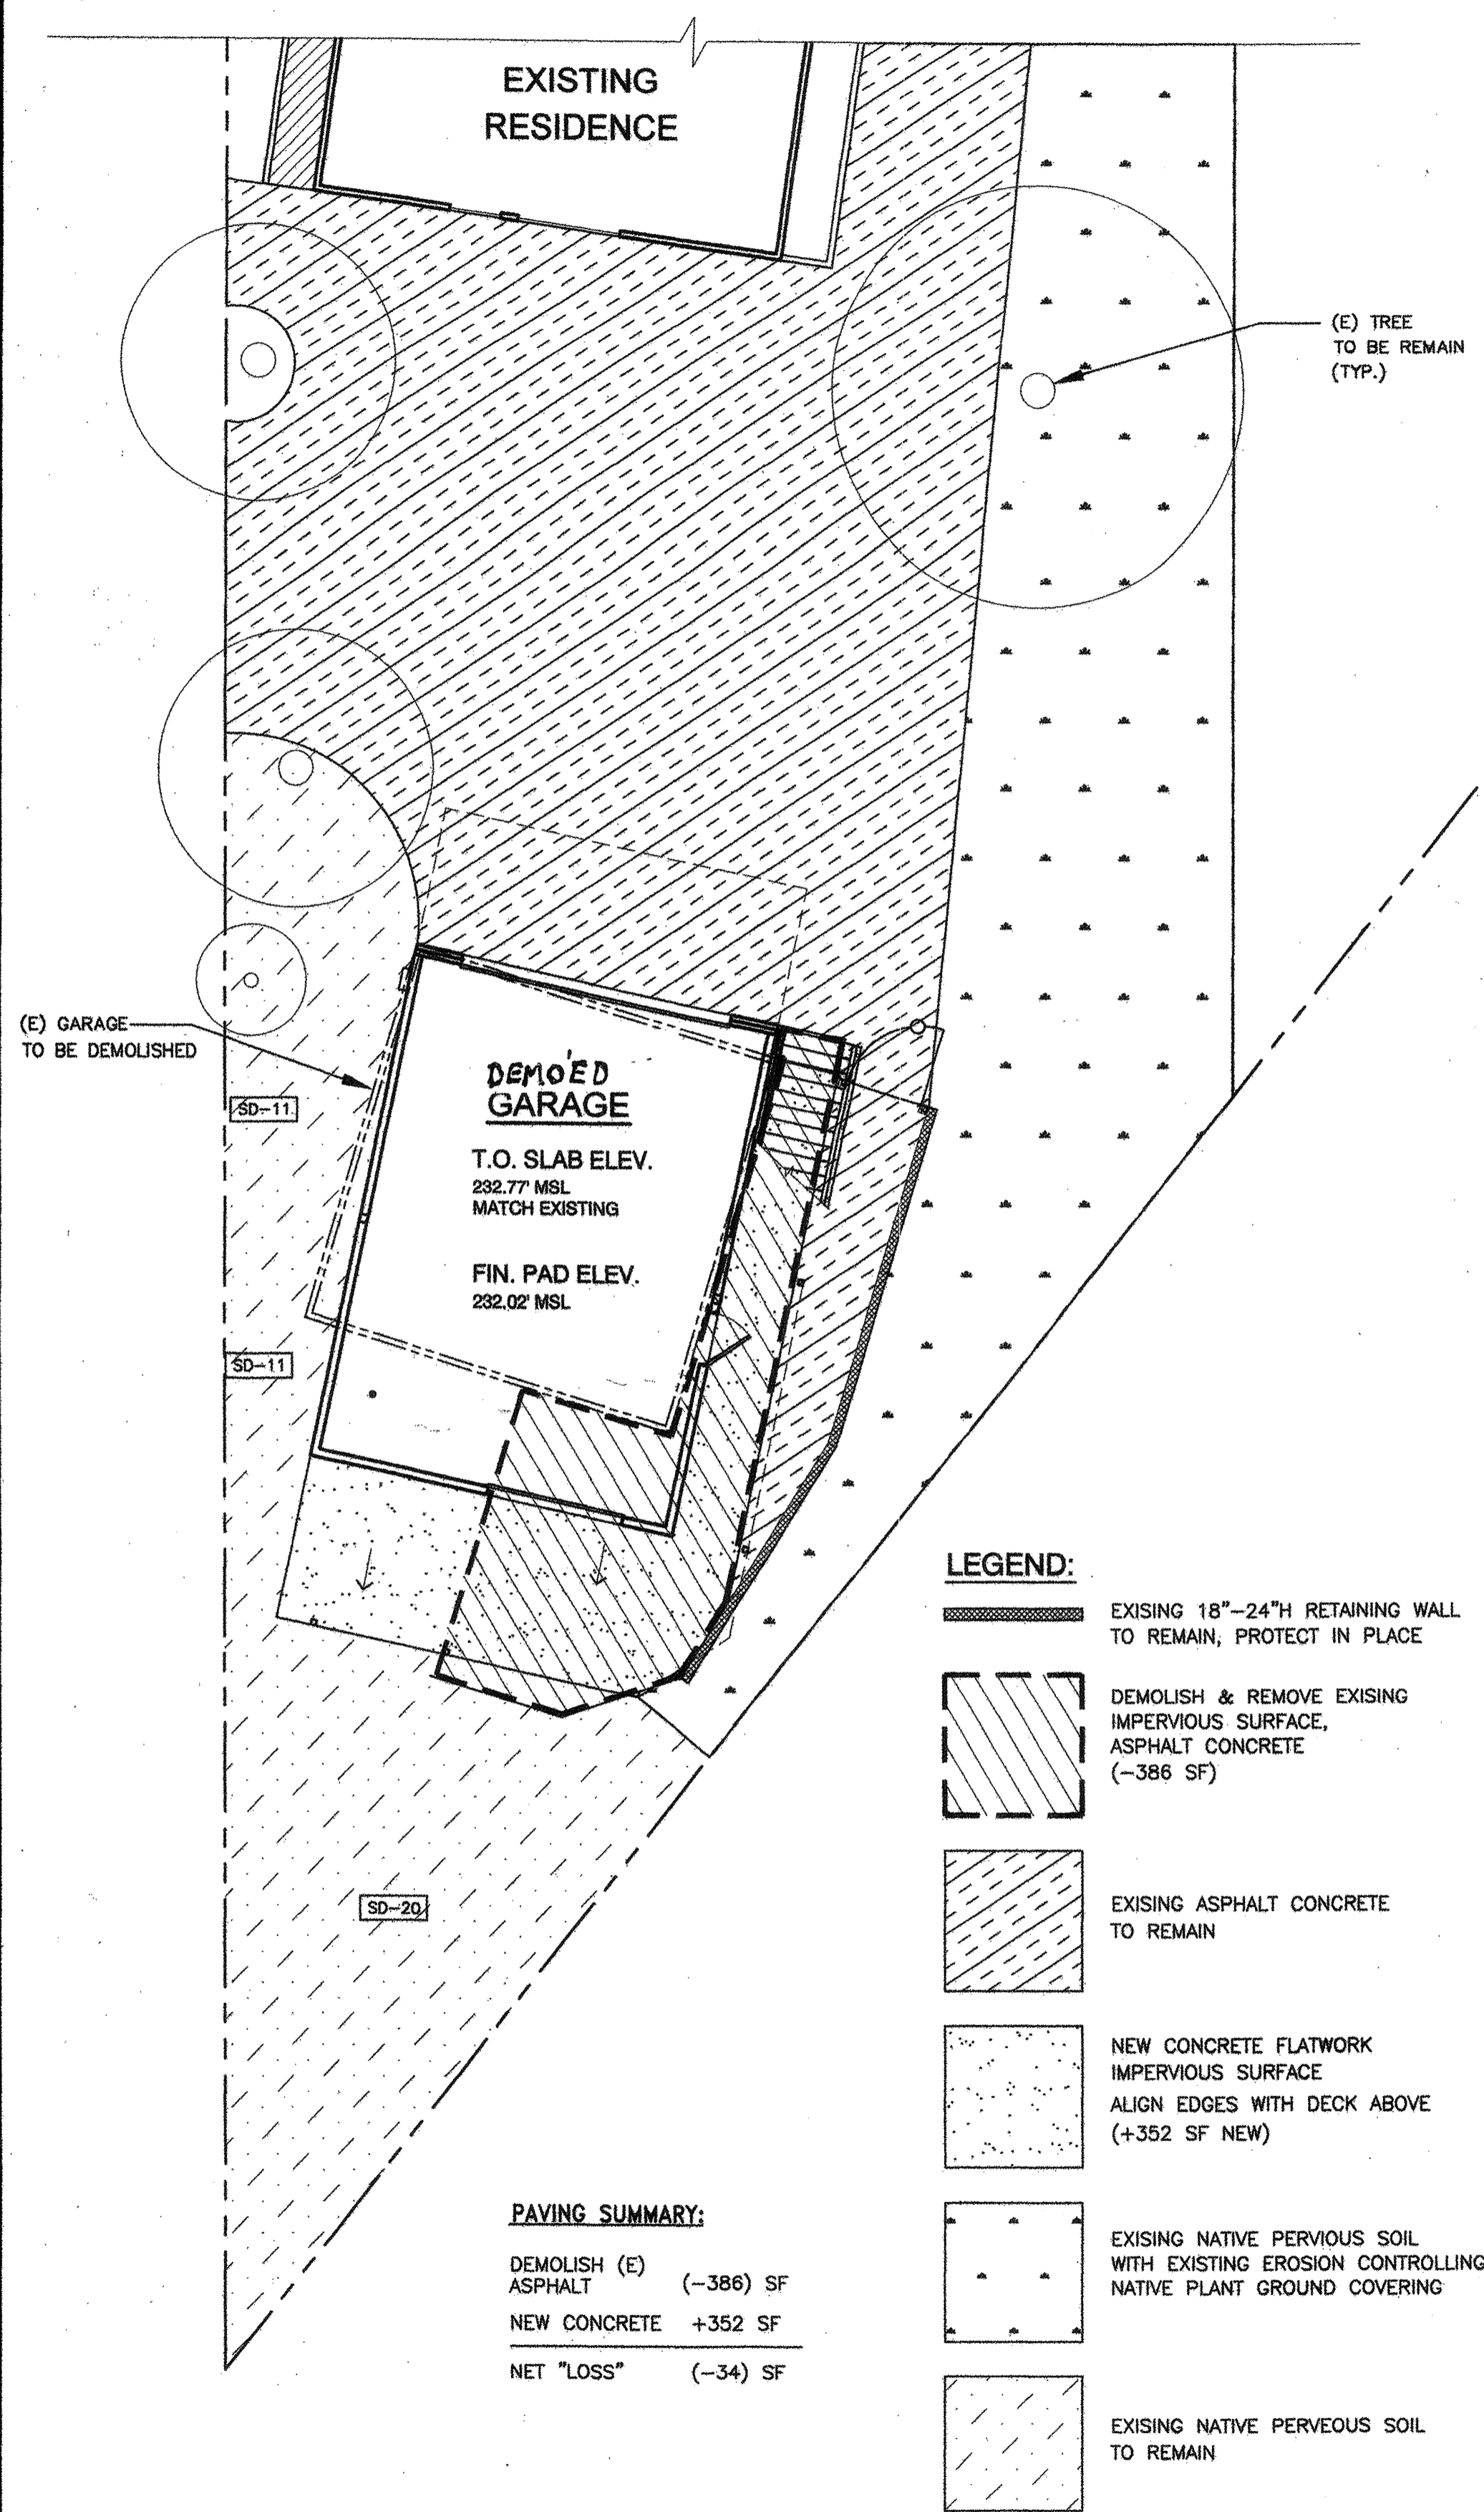 EXISTING
RESIDENCE
(E) TREE
TO BE REMAIN
(TYP.)
(E) GARAGE
TO BE DEMOLISHED
SD-11
DEMO'ED
GARAGE
T.O. SLAB ELEV.
232.77' MSL
MATCH EXISTING
FIN. PAD ELEV.
232.02' MSL
SD-11
SD-20
LEGEND:
EXISING 18"-24"H RETAINING WALL
TO REMAIN, PROTECT IN PLACE
DEMOLISH & REMOVE EXISING
IMPERVIOUS SURFACE,
ASPHALT CONCRETE
(-386 SF)
EXISING ASPHALT CONCRETE
TO REMAIN
NEW CONCRETE FLATWORK
IMPERVIOUS SURFACE
ALIGN EDGES WITH DECK ABOVE
(+352 SF NEW)
EXISING NATIVE PERVIOUS SOIL
WITH EXISTING EROSION CONTROLLING
NATIVE PLANT GROUND COVERING
EXISING NATIVE PERVEOUS SOIL
TO REMAIN
PAVING SUMMARY:
DEMOLISH (E)
ASPHALT (-386) SF
NEW CONCRETE +352 SF
NET "LOSS" (-34) SF